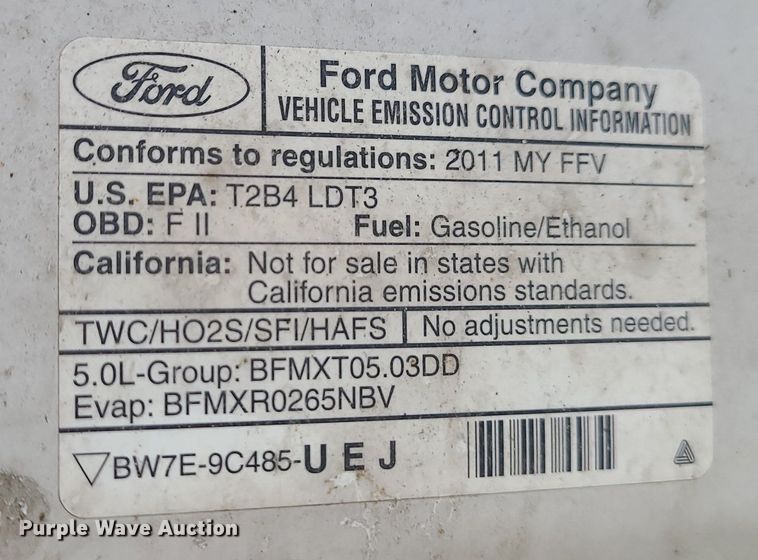 Ford
Ford Motor Company
VEHICLE EMISSION CONTROL INFORMATION
Conforms to regulations: 2011 MY FFV
U.S. EPA: T2B4 LDT3
OBD: F II Fuel: Gasoline/Ethanol
California: Not for sale in states with
California emissions standards.
TWC/HO2S/SFI/HAFS No adjustments needed.
5.0L-Group: BFMXT05.03DD
Evap: BFMXR0265NBV
BW7E-9C485-UEJ
Purple Wave Auction